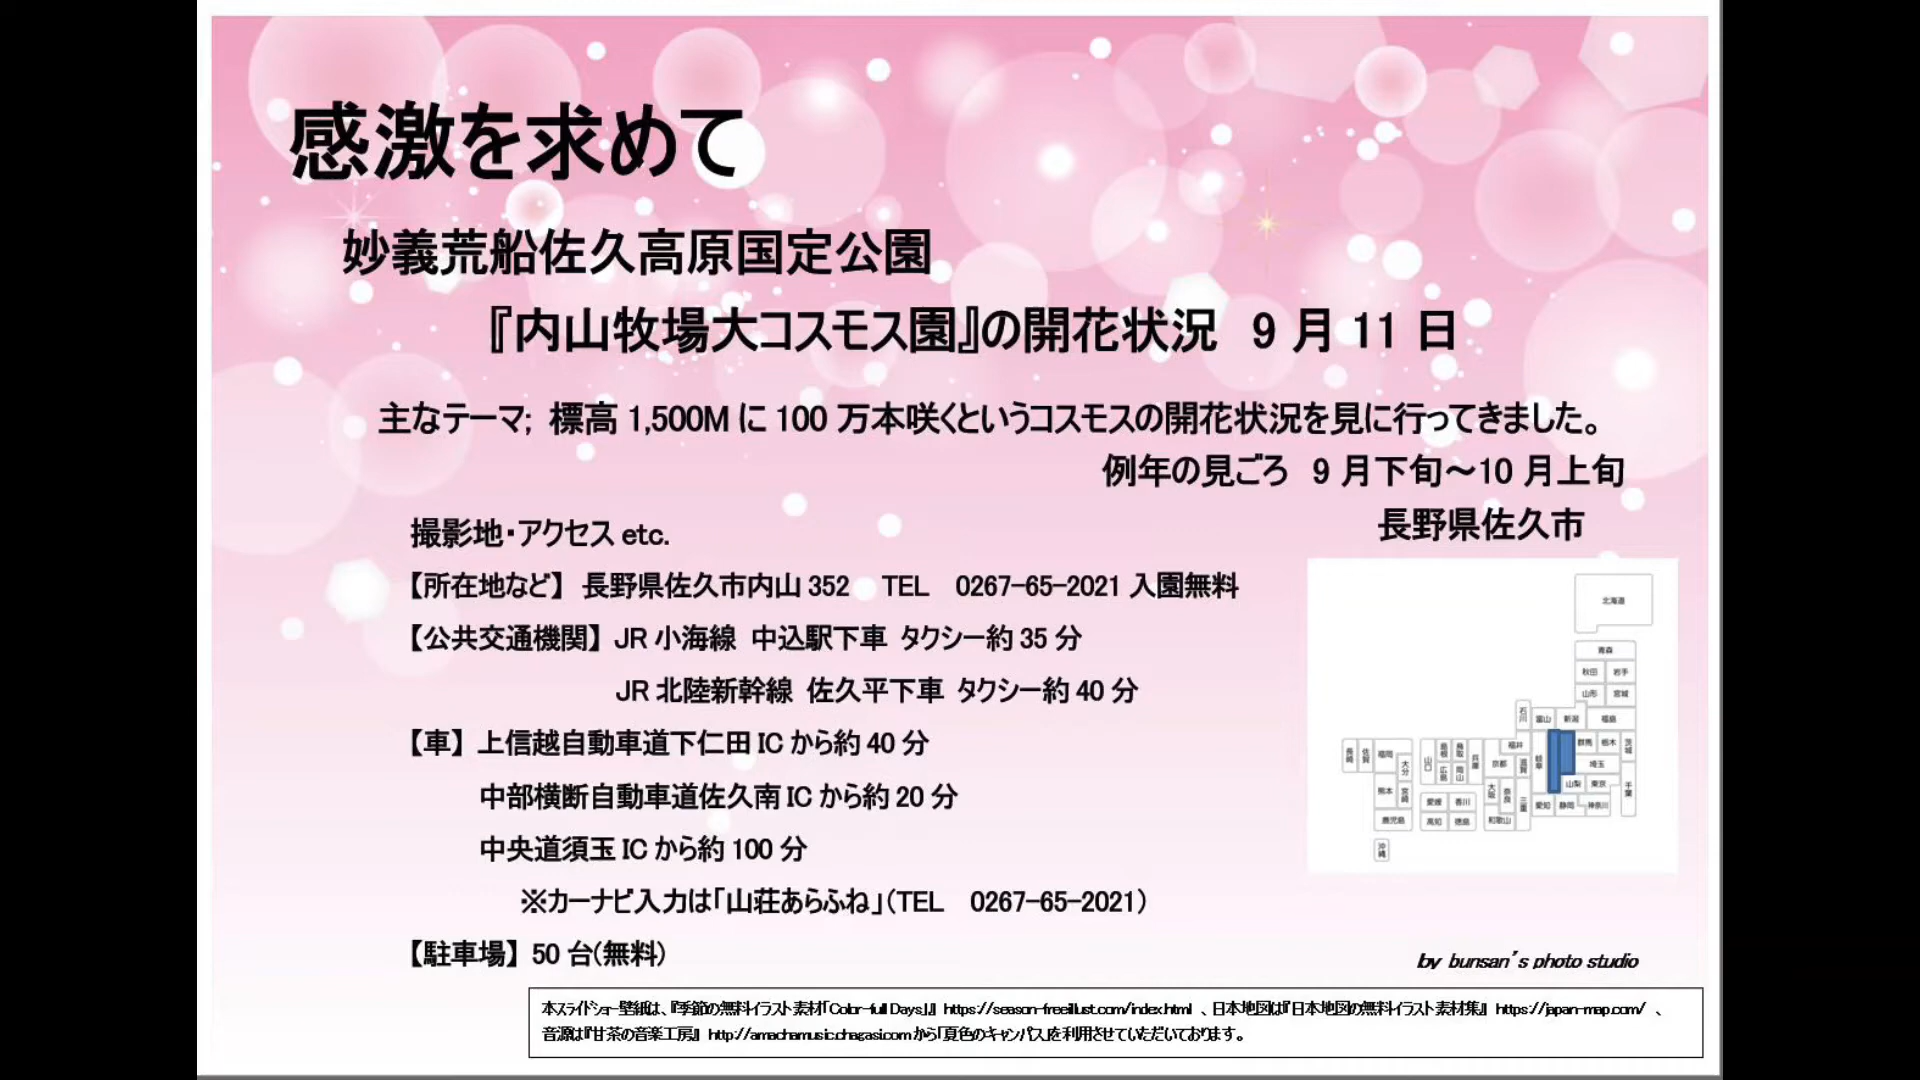 感激を求めて
妙義荒船佐久高原国定公園
『内山牧場大コスモス園』の開花状況 9月11日
主なテーマ; 標高1,500Mに100万本咲くというコスモスの開花状況を見に行ってきました。
例年の見ごろ 9月下旬～10月上旬
長野県佐久市
撮影地・アクセスetc.
【所在地など】 長野県佐久市内山352 TEL 0267-65-2021 入園無料
【公共交通機関】 JR小海線 中込駅下車 タクシー約35分
JR北陸新幹線 佐久平下車 タクシー約40分
【車】 上信越自動車道下仁田ICから約40分
中部横断自動車道佐久南ICから約20分
中央道須玉ICから約100分
※カーナビ入力は「山荘あらふね」（TEL 0267-65-2021）
【駐車場】 50台(無料)
北海道
青森
秋田 岩手
山形 宮城
石川 富山 新潟 福島
長崎 佐賀 福岡 大分 山口 島根 鳥取 広島 岡山 兵庫 福井 京都 滋賀 岐阜 群馬 栃木 茨城
埼玉
熊本 宮崎 愛媛 香川 大阪 奈良 三重 愛知 静岡 山梨 東京 神奈川 千葉
鹿児島 高知 徳島 和歌山
沖縄
by bunsan's photo studio
本スライドショー壁紙は、『季節の無料イラスト素材「Color-full Days」』 https://season-freeillust.com/index.html 、日本地図は『日本地図の無料イラスト素材集』 https://japan-map.com/ 、
音源は『甘茶の音楽工房』 http://amachamusic.chagasi.com から「夏色のキャンパス」を利用させていただいております。